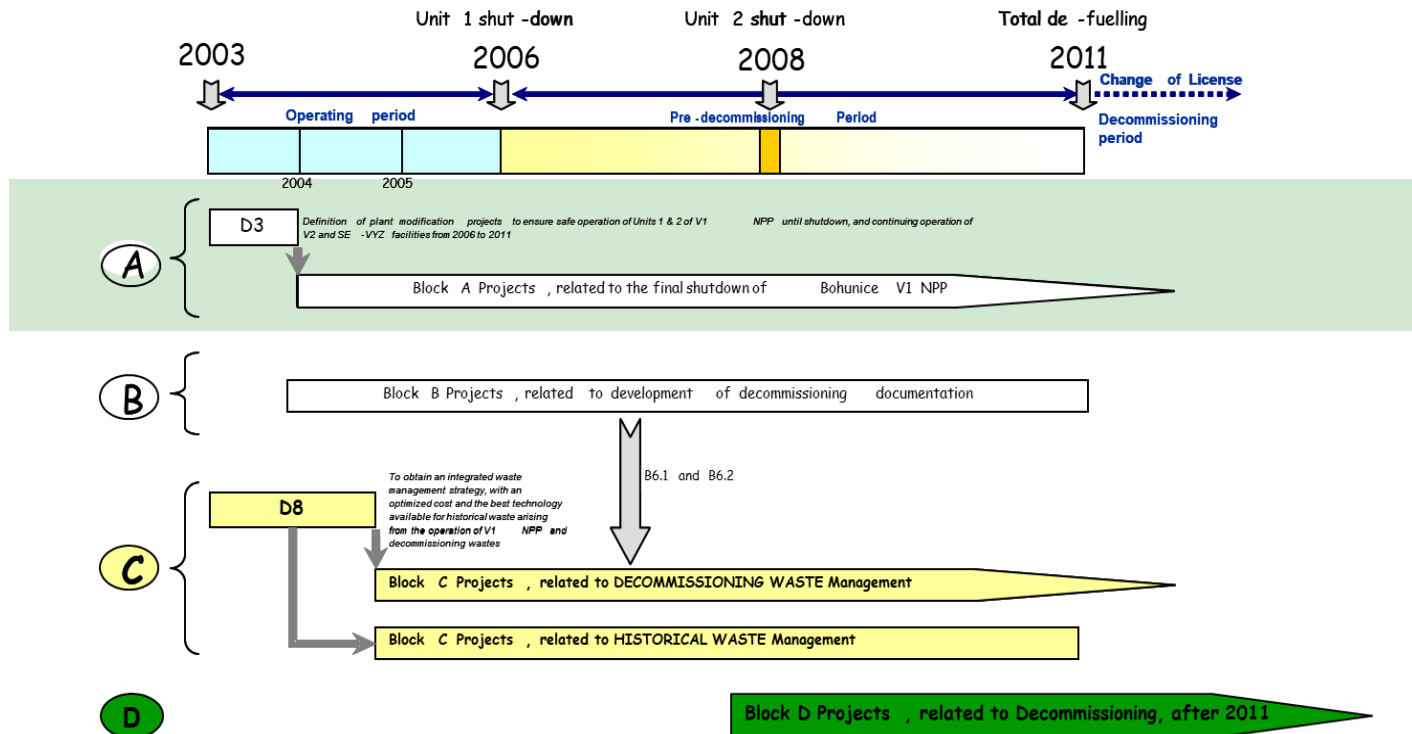 Unit 1 shut -down
Unit 2 shut -down
Total de -fuelling
2003
2006
2008
2011
Change of License
Operating period
Pre -decommissioning Period
Decommissioning
period
2004
2005
A
D3
Definition of plant modification projects to ensure safe operation of Units 1 & 2 of V1 NPP until shutdown, and continuing operation of
V2 and SE -VYZ facilities from 2006 to 2011
Block A Projects , related to the final shutdown of Bohunice V1 NPP
B
Block B Projects , related to development of decommissioning documentation
B6.1 and B6.2
C
D8
To obtain an integrated waste
management strategy, with an
optimized cost and the best technology
available for historical waste arising
from the operation of V1 NPP and
decommissioning wastes
Block C Projects , related to DECOMMISSIONING WASTE Management
Block C Projects , related to HISTORICAL WASTE Management
D
Block D Projects , related to Decommissioning, after 2011